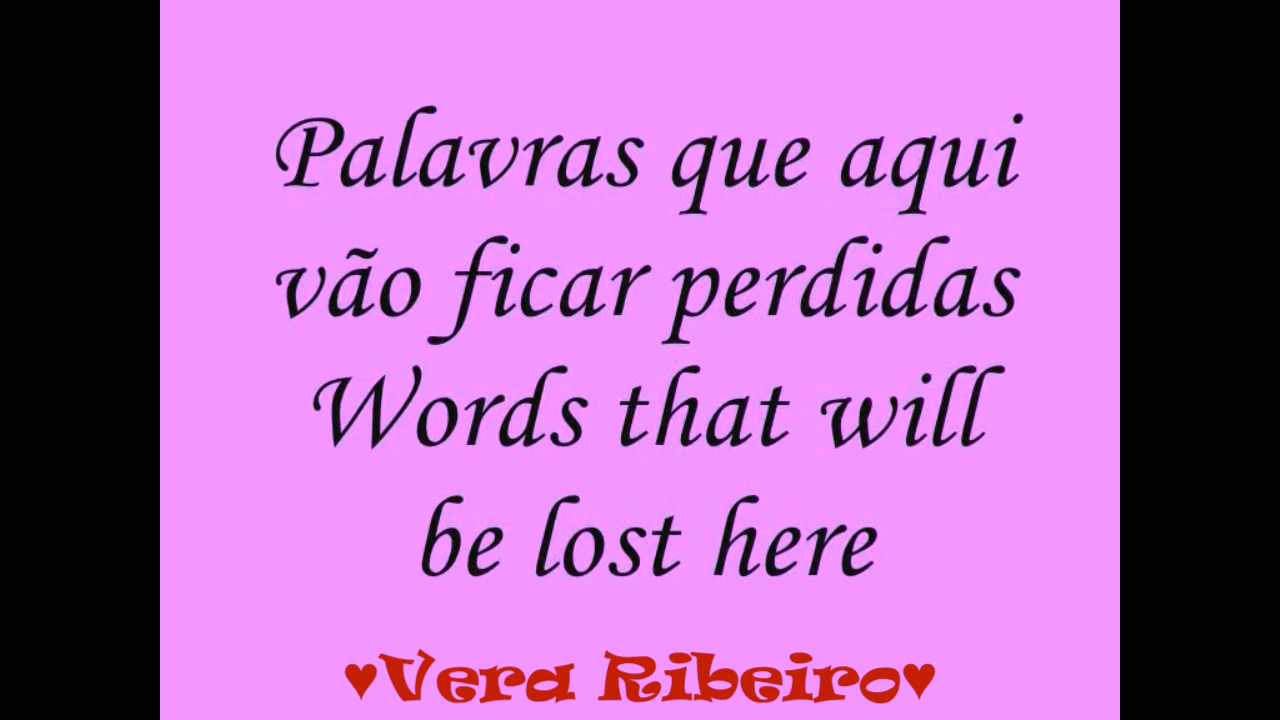 Palavras que aqui
vão ficar perdidas
Words that will
be lost here
♥Vera Ribeiro♥